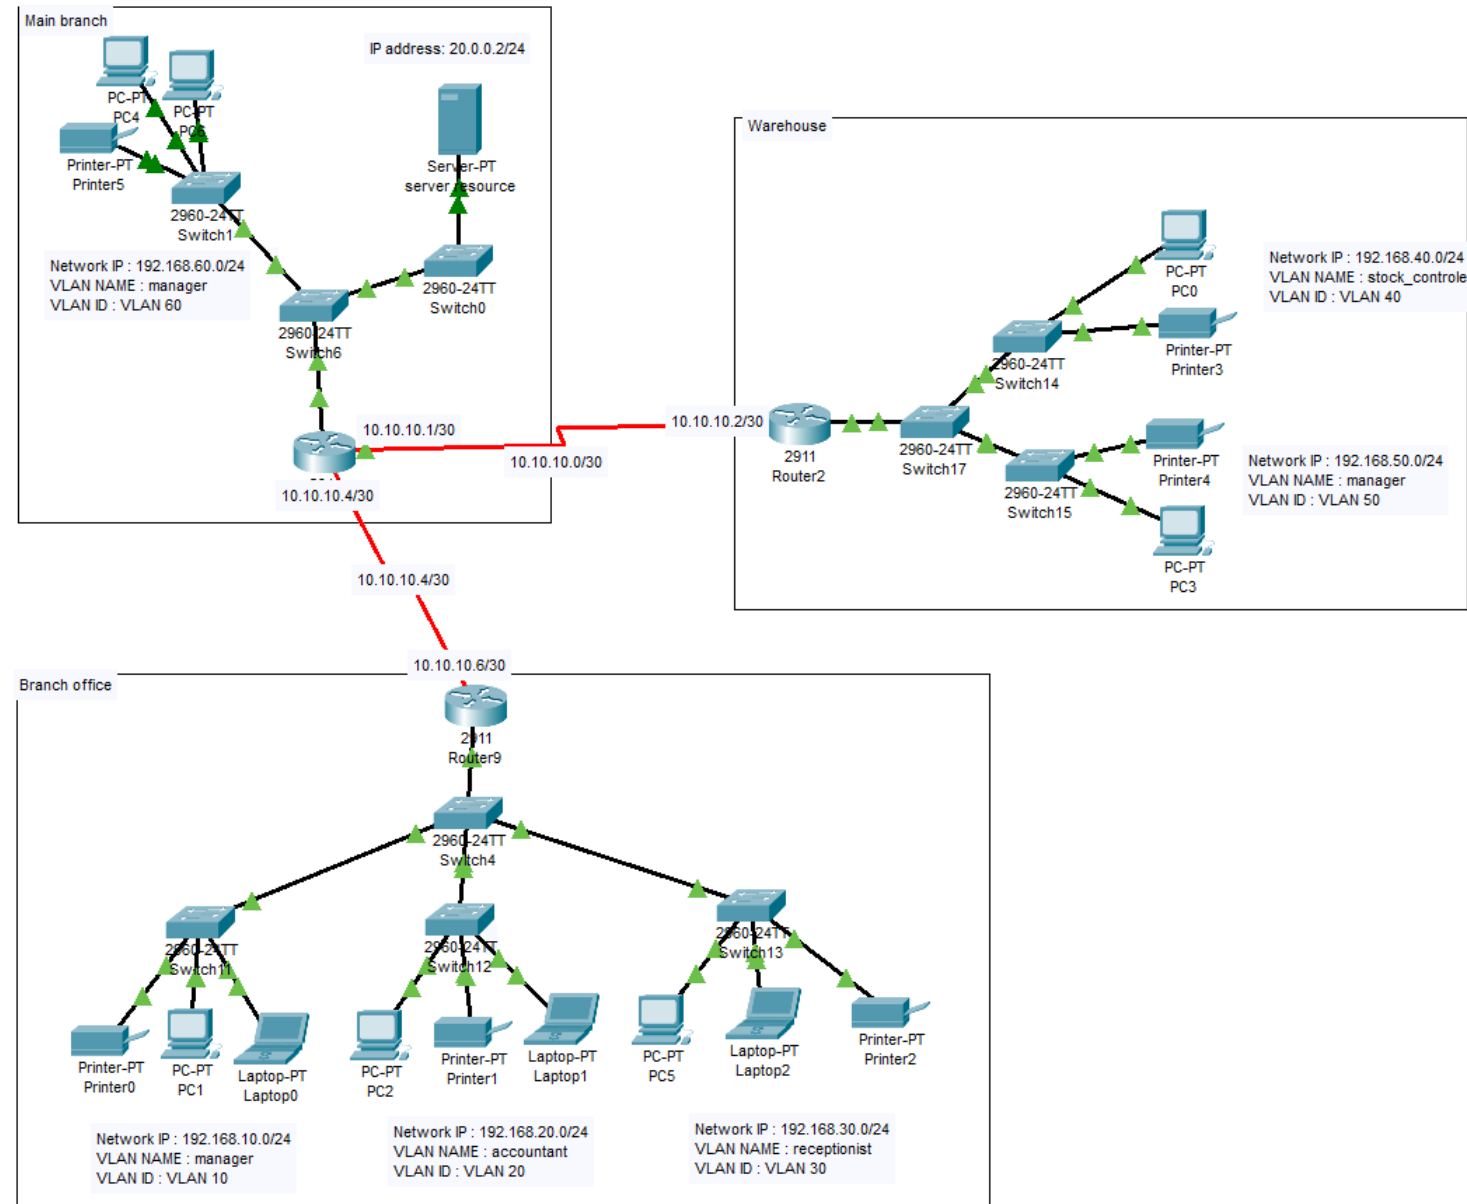 Main branch
IP address: 20.0.0.2/24
PC-PT
PC4
PC-PT
PC6
Printer-PT
Printer5
Server-PT
server resource
2960-24TT
Switch1
Network IP : 192.168.60.0/24
VLAN NAME : manager
VLAN ID : VLAN 60
2960-24TT
Switch0
2960-24TT
Switch6
10.10.10.1/30
10.10.10.4/30
10.10.10.0/30
10.10.10.2/30
Warehouse
PC-PT
PC0
Network IP : 192.168.40.0/24
VLAN NAME : stock_controle
VLAN ID : VLAN 40
Printer-PT
Printer3
2960-24TT
Switch14
2911
Router2
2960-24TT
Switch17
Printer-PT
Printer4
Network IP : 192.168.50.0/24
VLAN NAME : manager
VLAN ID : VLAN 50
2960-24TT
Switch15
PC-PT
PC3
10.10.10.4/30
10.10.10.6/30
Branch office
2911
Router9
2960-24TT
Switch4
2960-24TT
Switch11
2960-24TT
Switch12
2960-24TT
Switch13
Printer-PT
Printer0
PC-PT
PC1
Laptop-PT
Laptop0
PC-PT
PC2
Printer-PT
Printer1
Laptop-PT
Laptop1
PC-PT
PC5
Laptop-PT
Laptop2
Printer-PT
Printer2
Network IP : 192.168.10.0/24
VLAN NAME : manager
VLAN ID : VLAN 10
Network IP : 192.168.20.0/24
VLAN NAME : accountant
VLAN ID : VLAN 20
Network IP : 192.168.30.0/24
VLAN NAME : receptionist
VLAN ID : VLAN 30